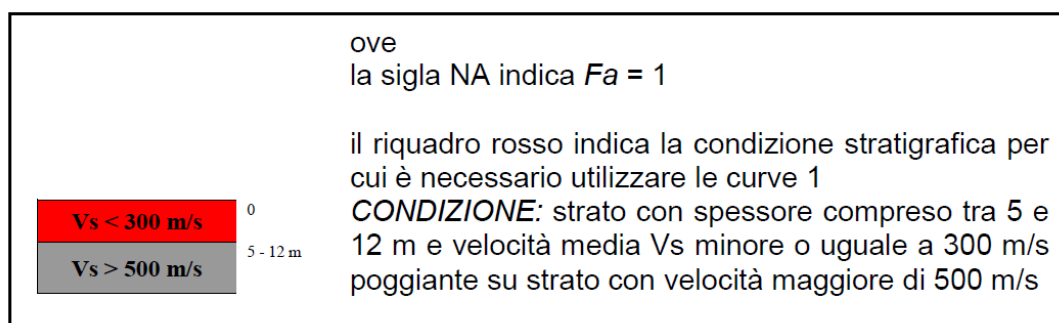 ove
la sigla NA indica Fa = 1
il riquadro rosso indica la condizione stratigrafica per
cui è necessario utilizzare le curve 1
CONDIZIONE: strato con spessore compreso tra 5 e
12 m e velocità media Vs minore o uguale a 300 m/s
poggiante su strato con velocità maggiore di 500 m/s
Vs < 300 m/s
0
Vs > 500 m/s
5 - 12 m